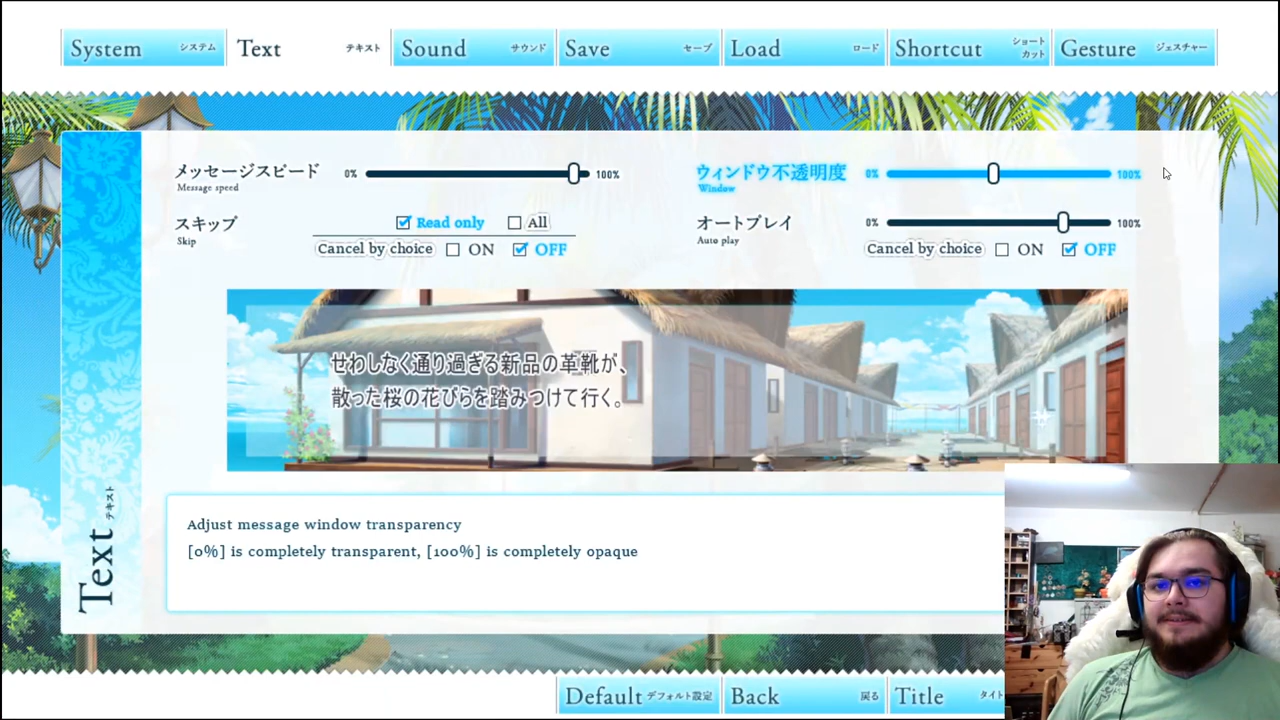 System システム
Text テキスト
Sound サウンド
Save セーブ
Load ロード
Shortcut ショートカット
Gesture ジェスチャー
メッセージスピード 0% 100%
Message speed
ウィンドウ不透明度 0% 100%
Window
スキップ Read only All
Skip
Cancel by choice ON OFF
オートプレイ 0% 100%
Auto play
Cancel by choice ON OFF
せわしなく通り過ぎる新品の革靴が、
散った桜の花びらを踏みつけて行く。
Adjust message window transparency
[0%] is completely transparent, [100%] is completely opaque
Text テキスト
Default デフォルト設定
Back 戻る
Title タイト